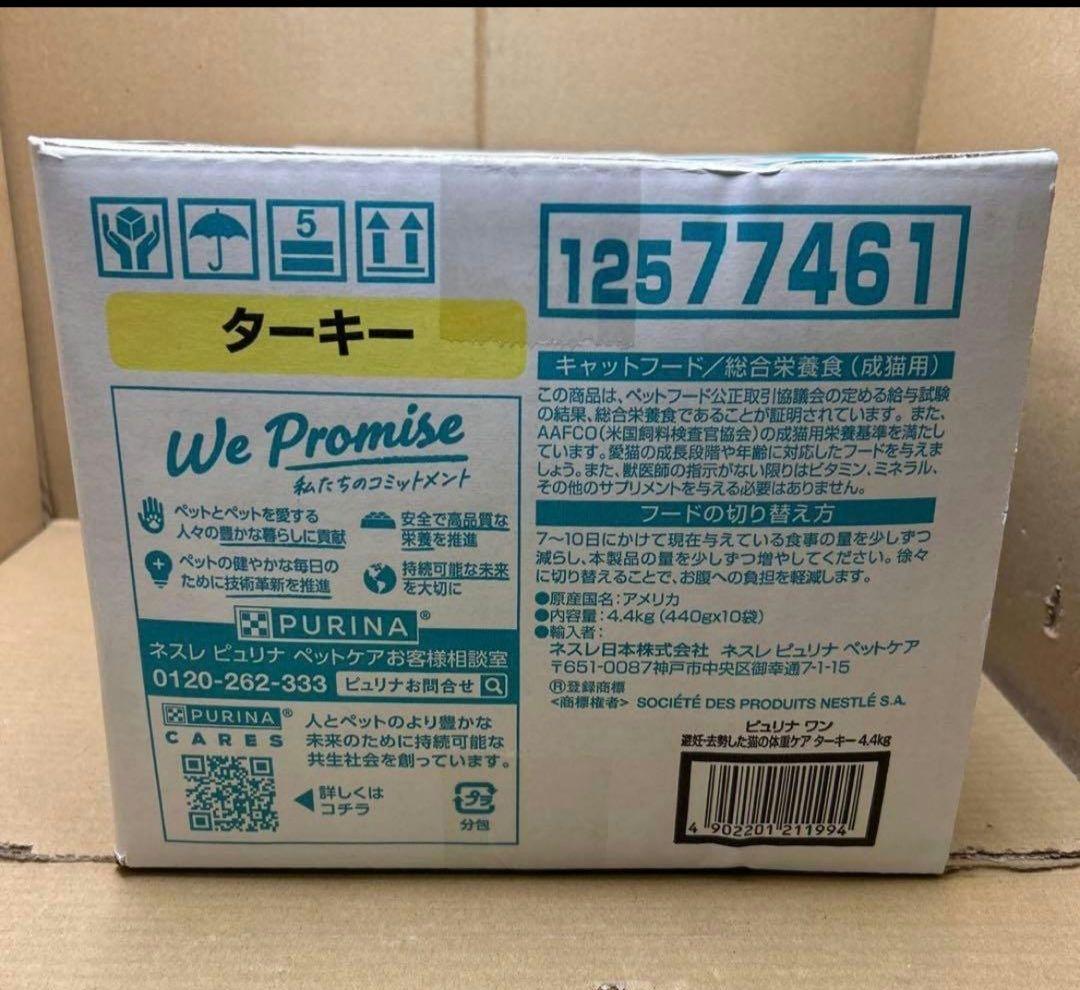 5
ターキー
We Promise
私たちのコミットメント
ペットとペットを愛する
人々の豊かな暮らしに貢献
安全で高品質な
栄養を推進
ペットの健やかな毎日の
ために技術革新を推進
持続可能な未来
を大切に
PURINA®
ネスレ ピュリナ ペットケアお客様相談室
0120-262-333 ピュリナお問合せ
PURINA®
CARES
人とペットのより豊かな
未来のために持続可能な
共生社会を創っています。
詳しくは
コチラ
プラ
分包
12577461
キャットフード/総合栄養食(成猫用)
この商品は、ペットフード公正取引協議会の定める給与試験
の結果、総合栄養食であることが証明されています。また、
AAFCO(米国飼料検査官協会)の成猫用栄養基準を満たし
ています。愛猫の成長段階や年齢に対応したフードを与えま
しょう。また、獣医師の指示がない限りはビタミン、ミネラル、
その他のサプリメントを与える必要はありません。
フードの切り替え方
7〜10日にかけて現在与えている食事の量を少しずつ
減らし、本製品の量を少しずつ増やしてください。徐々
に切り替えることで、お腹への負担を軽減します。
●原産国名:アメリカ
●内容量:4.4kg(440gx10袋)
●輸入者:
ネスレ日本株式会社 ネスレ ピュリナ ペットケア
〒651-0087神戸市中央区御幸通7-1-15
®登録商標
<商標権者> SOCIÉTÉ DES PRODUITS NESTLÉ S.A.
ピュリナ ワン
避妊・去勢した猫の体重ケア ターキー 4.4kg
4 902201 211994